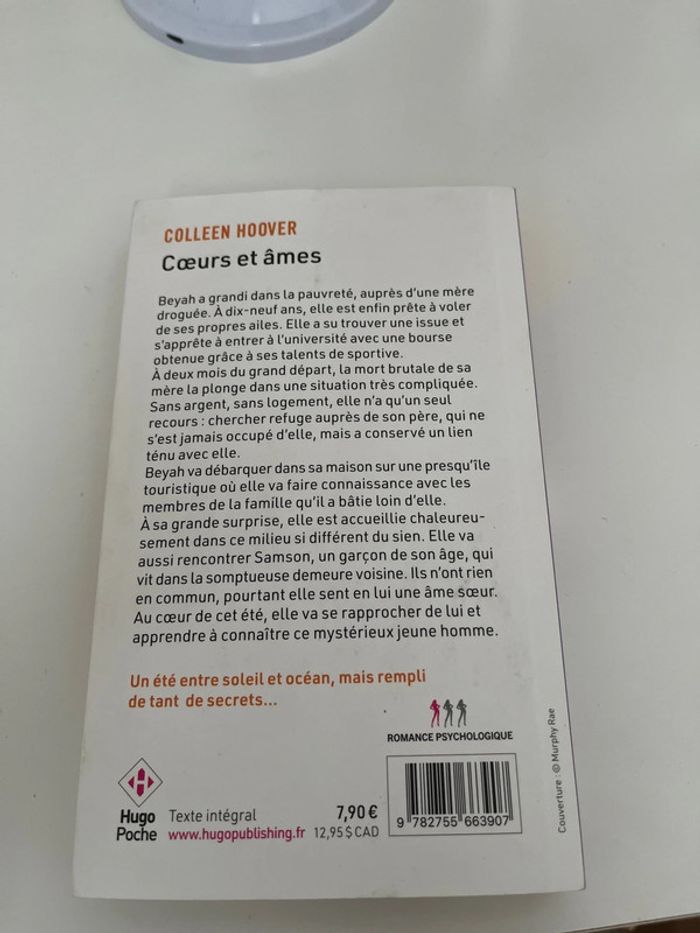 COLLEEN HOOVER
Cœurs et âmes
Beyah a grandi dans la pauvreté, auprès d'une mère
droguée. À dix-neuf ans, elle est enfin prête à voler
de ses propres ailes. Elle a su trouver une issue et
s'apprête à entrer à l'université avec une bourse
obtenue grâce à ses talents de sportive.
À deux mois du grand départ, la mort brutale de sa
mère la plonge dans une situation très compliquée.
Sans argent, sans logement, elle n'a qu'un seul
recours : chercher refuge auprès de son père, qui ne
s'est jamais occupé d'elle, mais a conservé un lien
ténu avec elle.
Beyah va débarquer dans sa maison sur une presqu'île
touristique où elle va faire connaissance avec les
membres de la famille qu'il a bâtie loin d'elle.
À sa grande surprise, elle est accueillie chaleureu-
sement dans ce milieu si différent du sien. Elle va
aussi rencontrer Samson, un garçon de son âge, qui
vit dans la somptueuse demeure voisine. Ils n'ont rien
en commun, pourtant elle sent en lui une âme sœur.
Au cœur de cet été, elle va se rapprocher de lui et
apprendre à connaître ce mystérieux jeune homme.
Un été entre soleil et océan, mais rempli
de tant de secrets...
ROMANCE PSYCHOLOGIQUE
H
Hugo
Poche
Texte intégral
www.hugopublishing.fr
7,90 €
12,95 $ CAD
9 782755 663907
Couverture : © Murphy Rae